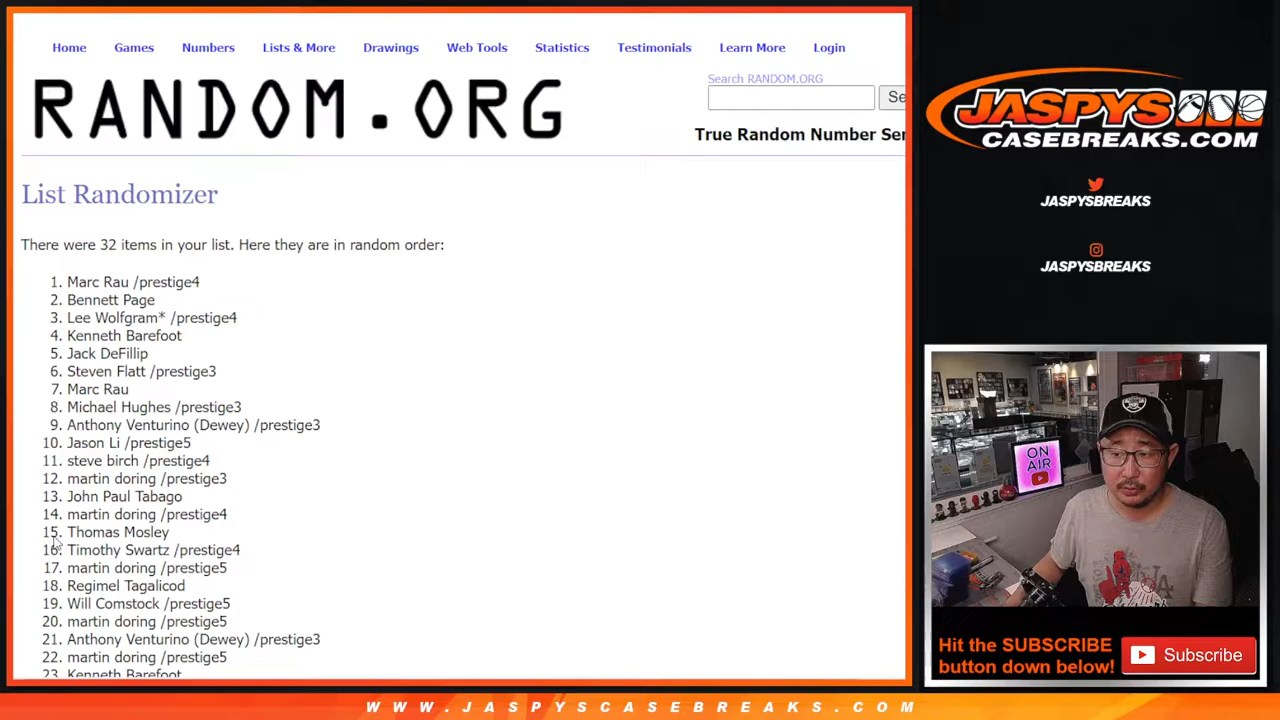 Home Games Numbers Lists & More Drawings Web Tools Statistics Testimonials Learn More Login
Search RANDOM.ORG
RANDOM.ORG
Se
True Random Number Ser
List Randomizer
There were 32 items in your list. Here they are in random order:
1. Marc Rau /prestige4
2. Bennett Page
3. Lee Wolfgram* /prestige4
4. Kenneth Barefoot
5. Jack DeFillip
6. Steven Flatt /prestige3
7. Marc Rau
8. Michael Hughes /prestige3
9. Anthony Venturino (Dewey) /prestige3
10. Jason Li /prestige5
11. steve birch /prestige4
12. martin doring /prestige3
13. John Paul Tabago
14. martin doring /prestige4
15. Thomas Mosley
16. Timothy Swartz /prestige4
17. martin doring /prestige5
18. Regimel Tagalicod
19. Will Comstock /prestige5
20. martin doring /prestige5
21. Anthony Venturino (Dewey) /prestige3
22. martin doring /prestige5
23. Kenneth Barefoot
JASPYS
CASEBREAKS.COM
JASPYSBREAKS
JASPYSBREAKS
ON
AIR
Hit the SUBSCRIBE
button down below!
Subscribe
WWW.JASPYSCASEBREAKS.COM